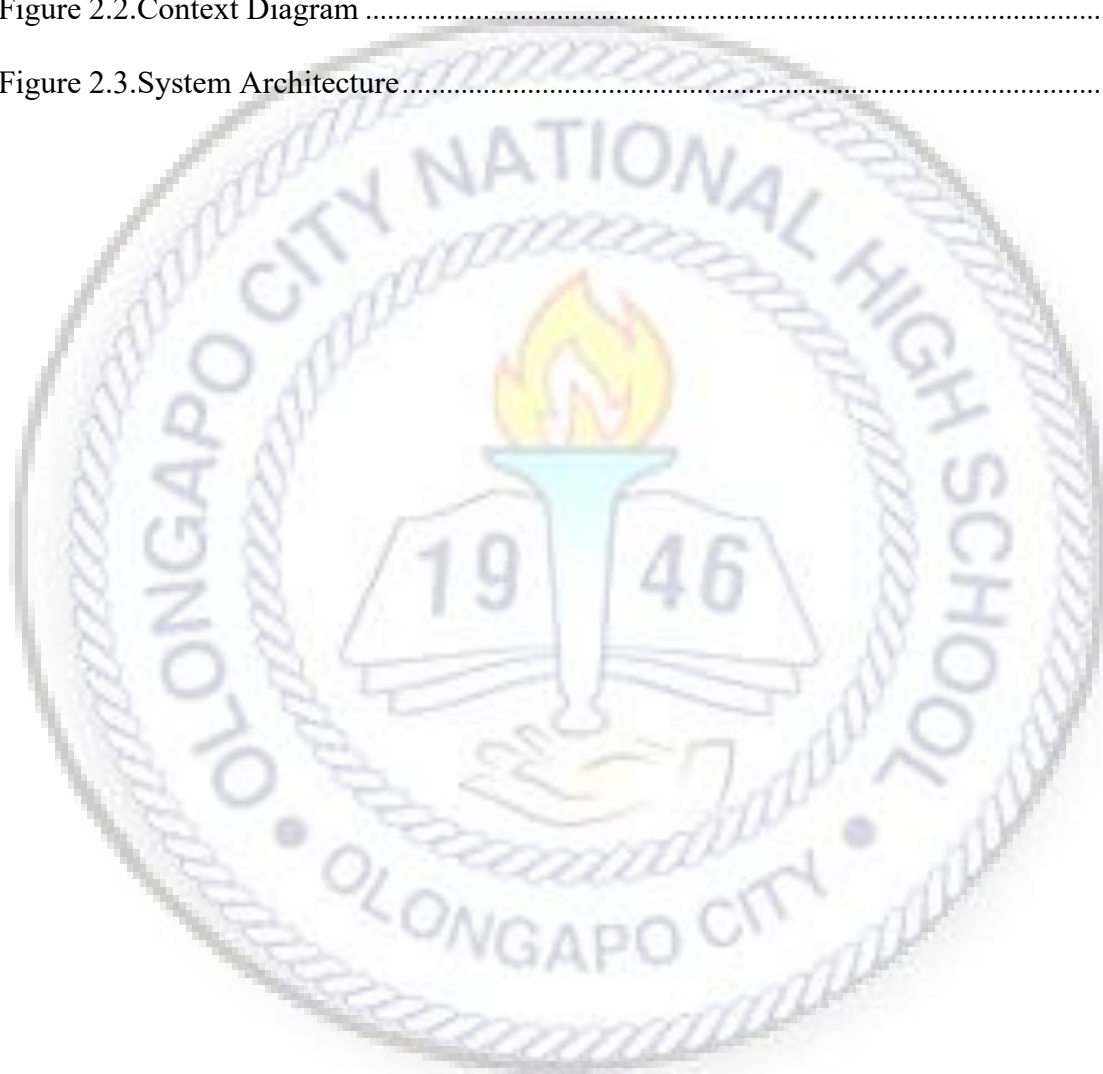 Figure 2.2.Context Diagram ........................................................................................................................
Figure 2.3.System Architecture....................................................................................................................
OLONGAPO CITY NATIONAL HIGH SCHOOL
19 46
• OLONGAPO CITY •